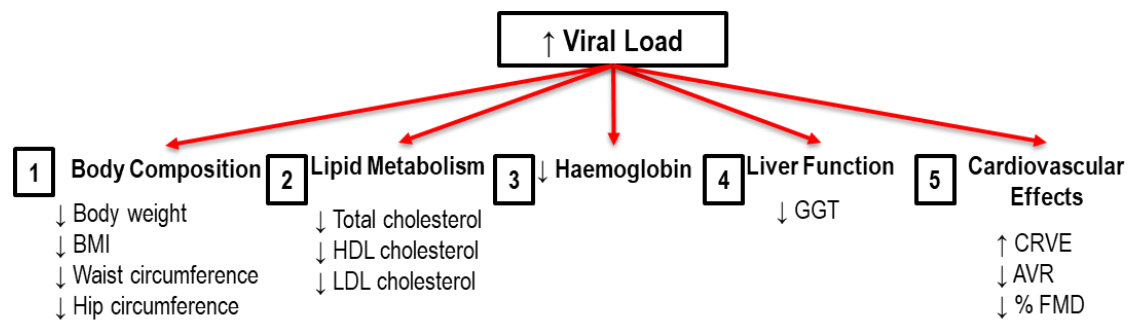 ↑ Viral Load
1 Body Composition
↓ Body weight
↓ BMI
↓ Waist circumference
↓ Hip circumference
2 Lipid Metabolism
↓ Total cholesterol
↓ HDL cholesterol
↓ LDL cholesterol
3 ↓ Haemoglobin
4 Liver Function
↓ GGT
5 Cardiovascular
Effects
↑ CRVE
↓ AVR
↓ % FMD